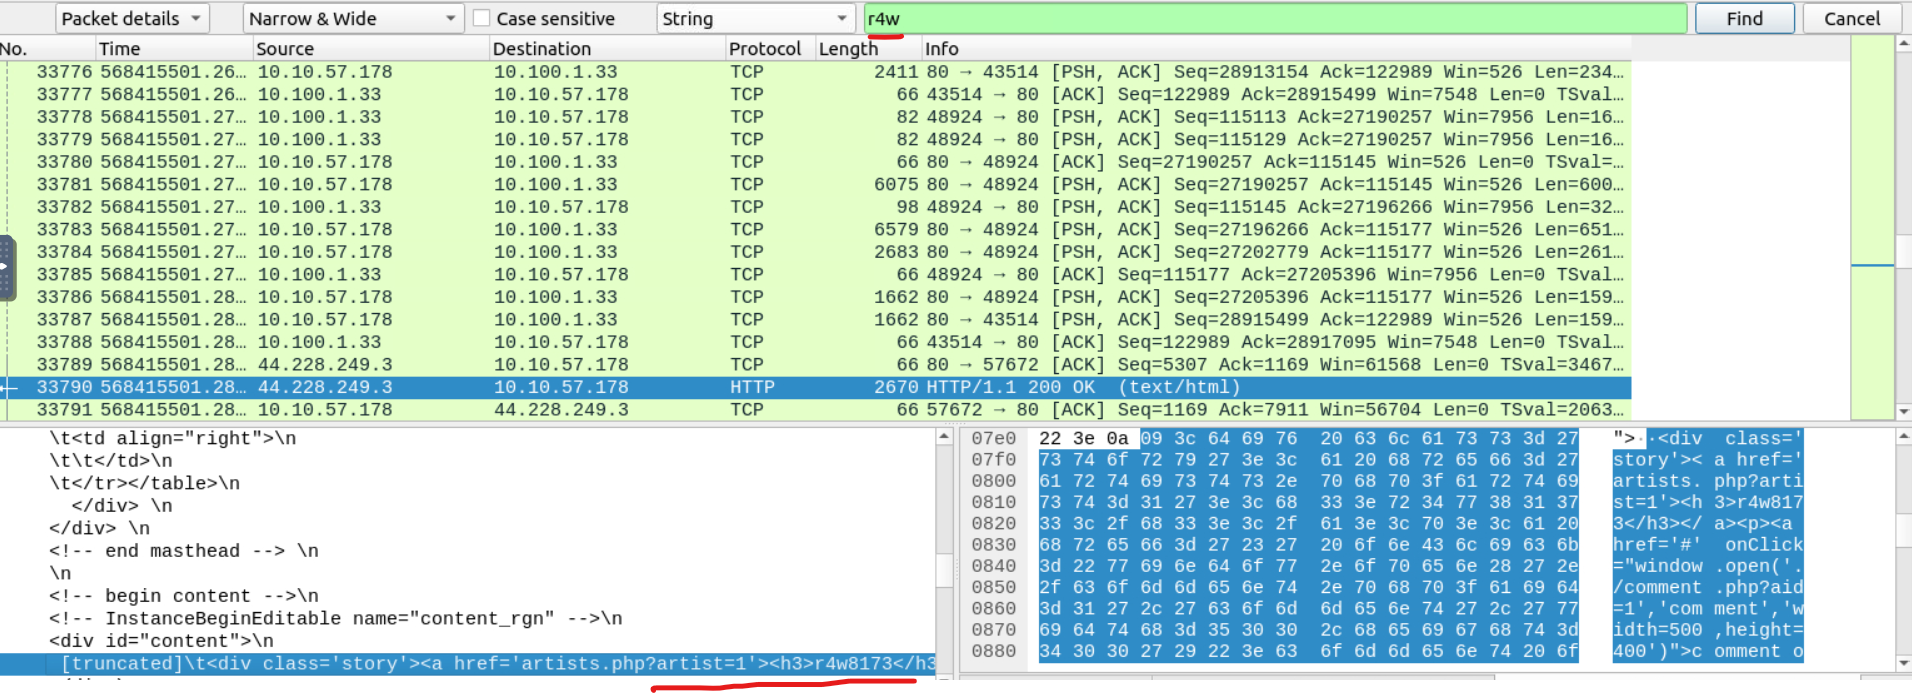 Packet details Narrow & Wide Case sensitive String r4w Find Cancel
No. Time Source Destination Protocol Length Info
33776 568415501.26… 10.10.57.178 10.100.1.33 TCP 2411 80 → 43514 [PSH, ACK] Seq=28913154 Ack=122989 Win=526 Len=234…
33777 568415501.26… 10.100.1.33 10.10.57.178 TCP 66 43514 → 80 [ACK] Seq=122989 Ack=28915499 Win=7548 Len=0 TSval…
33778 568415501.27… 10.100.1.33 10.10.57.178 TCP 82 48924 → 80 [PSH, ACK] Seq=115113 Ack=27190257 Win=7956 Len=16…
33779 568415501.27… 10.100.1.33 10.10.57.178 TCP 82 48924 → 80 [PSH, ACK] Seq=115129 Ack=27190257 Win=7956 Len=16…
33780 568415501.27… 10.10.57.178 10.100.1.33 TCP 66 80 → 48924 [ACK] Seq=27190257 Ack=115145 Win=526 Len=0 TSval=…
33781 568415501.27… 10.10.57.178 10.100.1.33 TCP 6075 80 → 48924 [PSH, ACK] Seq=27190257 Ack=115145 Win=526 Len=600…
33782 568415501.27… 10.100.1.33 10.10.57.178 TCP 98 48924 → 80 [PSH, ACK] Seq=115145 Ack=27196266 Win=7956 Len=32…
33783 568415501.27… 10.10.57.178 10.100.1.33 TCP 6579 80 → 48924 [PSH, ACK] Seq=27196266 Ack=115177 Win=526 Len=651…
33784 568415501.27… 10.10.57.178 10.100.1.33 TCP 2683 80 → 48924 [PSH, ACK] Seq=27202779 Ack=115177 Win=526 Len=261…
33785 568415501.27… 10.100.1.33 10.10.57.178 TCP 66 48924 → 80 [ACK] Seq=115177 Ack=27205396 Win=7956 Len=0 TSval…
33786 568415501.28… 10.10.57.178 10.100.1.33 TCP 1662 80 → 48924 [PSH, ACK] Seq=27205396 Ack=115177 Win=526 Len=159…
33787 568415501.28… 10.10.57.178 10.100.1.33 TCP 1662 80 → 43514 [PSH, ACK] Seq=28915499 Ack=122989 Win=526 Len=159…
33788 568415501.28… 10.100.1.33 10.10.57.178 TCP 66 43514 → 80 [ACK] Seq=122989 Ack=28917095 Win=7548 Len=0 TSval…
33789 568415501.28… 44.228.249.3 10.10.57.178 TCP 66 80 → 57672 [ACK] Seq=5307 Ack=1169 Win=61568 Len=0 TSval=3467…
33790 568415501.28… 44.228.249.3 10.10.57.178 HTTP 2670 HTTP/1.1 200 OK  (text/html)
33791 568415501.28… 10.10.57.178 44.228.249.3 TCP 66 57672 → 80 [ACK] Seq=1169 Ack=7911 Win=56704 Len=0 TSval=2063…
\t<td align="right">\n
\t\t</td>\n
\t</tr></table>\n
</div> \n
</div> \n
<!-- end masthead --> \n
\n
<!-- begin content -->\n
<!-- InstanceBeginEditable name="content_rgn" -->\n
<div id="content">\n
[truncated]\t<div class='story'><a href='artists.php?artist=1'><h3>r4w8173</h3
07e0 22 3e 0a 09 3c 64 69 76 20 63 6c 61 73 73 3d 27 ">··<div class='
07f0 73 74 6f 72 79 27 3e 3c 61 20 68 72 65 66 3d 27 story'>< a href='
0800 61 72 74 69 73 74 73 2e 70 68 70 3f 61 72 74 69 artists. php?arti
0810 73 74 3d 31 27 3e 3c 68 33 3e 72 34 77 38 31 37 st=1'><h 3>r4w817
0820 33 3c 2f 68 33 3e 3c 2f 61 3e 3c 70 3e 3c 61 20 3</h3></ a><p><a
0830 68 72 65 66 3d 27 23 27 20 6f 6e 43 6c 69 63 6b href='#' onClick
0840 3d 22 77 69 6e 64 6f 77 2e 6f 70 65 6e 28 27 2e ="window .open('.
0850 2f 63 6f 6d 6d 65 6e 74 2e 70 68 70 3f 61 69 64 /comment .php?aid
0860 3d 31 27 2c 27 63 6f 6d 6d 65 6e 74 27 2c 27 77 =1','com ment','w
0870 69 64 74 68 3d 35 30 30 2c 68 65 69 67 68 74 3d idth=500 ,height=
0880 34 30 30 27 29 22 3e 63 6f 6d 6d 65 6e 74 20 6f 400')">c omment o